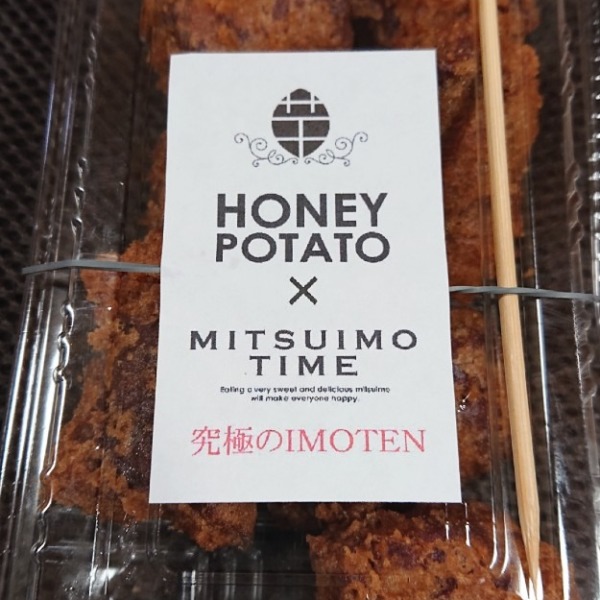 HONEY
POTATO
×
MITSUIMO
TIME
Eating a very sweet and delicious mitsuimo
will make everyone happy.
究極のIMOTEN